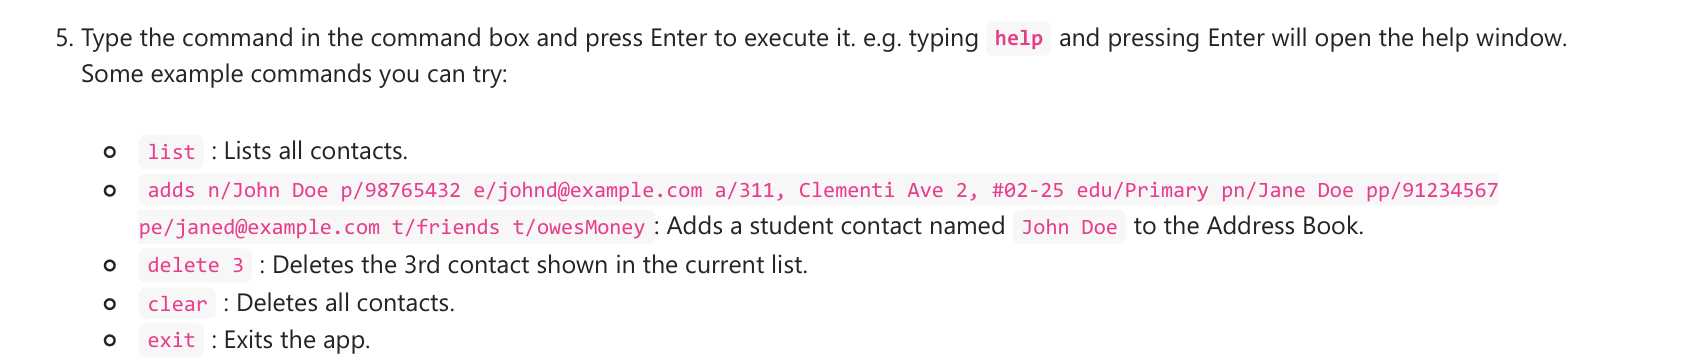 5. Type the command in the command box and press Enter to execute it. e.g. typing help and pressing Enter will open the help window.
Some example commands you can try:
list : Lists all contacts.
adds n/John Doe p/98765432 e/johnd@example.com a/311, Clementi Ave 2, #02-25 edu/Primary pn/Jane Doe pp/91234567
pe/janed@example.com t/friends t/owesMoney : Adds a student contact named John Doe to the Address Book.
delete 3 : Deletes the 3rd contact shown in the current list.
clear : Deletes all contacts.
exit : Exits the app.